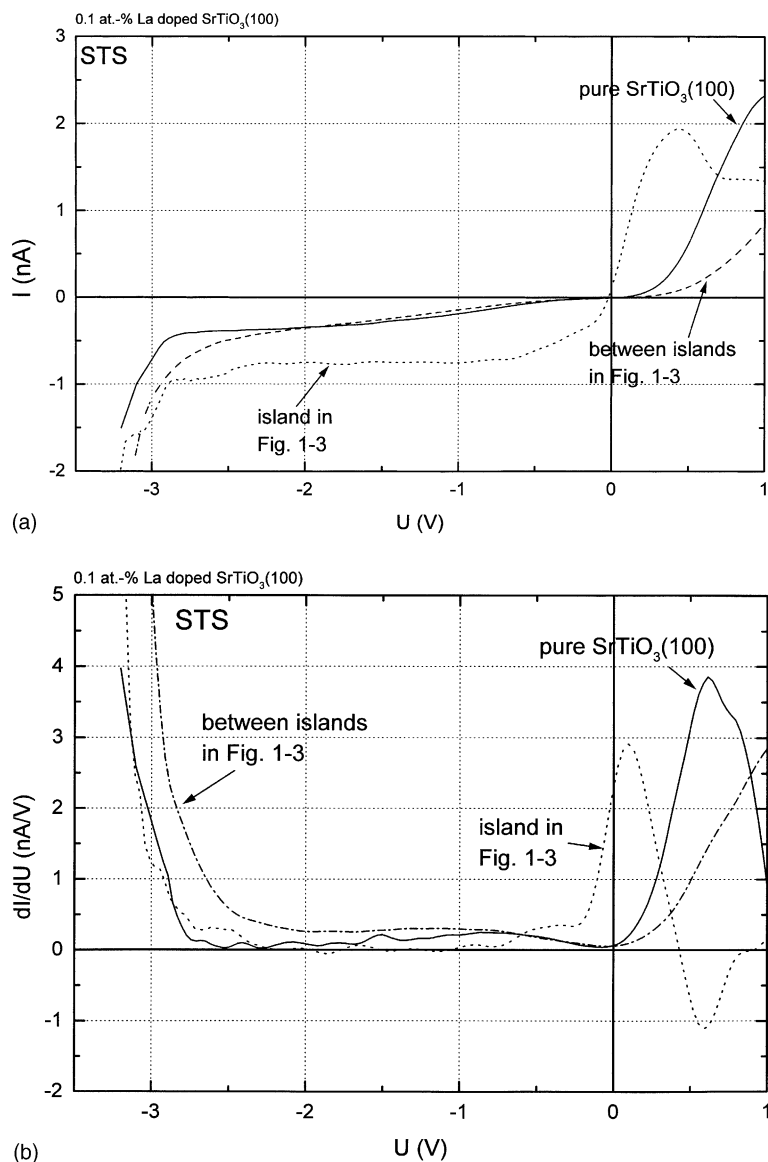 0.1 at.-% La doped SrTiO₃(100)
3
STS
pure SrTiO₃(100)
2
1
I (nA)
0
between islands
in Fig. 1-3
-1
island in
Fig. 1-3
-2
-3 -2 -1 0 1
(a)
U (V)
0.1 at.-% La doped SrTiO₃(100)
5
STS
pure SrTiO₃(100)
4
between islands
in Fig. 1-3
3
dI/dU (nA/V)
2
island in
Fig. 1-3
1
0
-1
-2
-3 -2 -1 0 1
(b)
U (V)